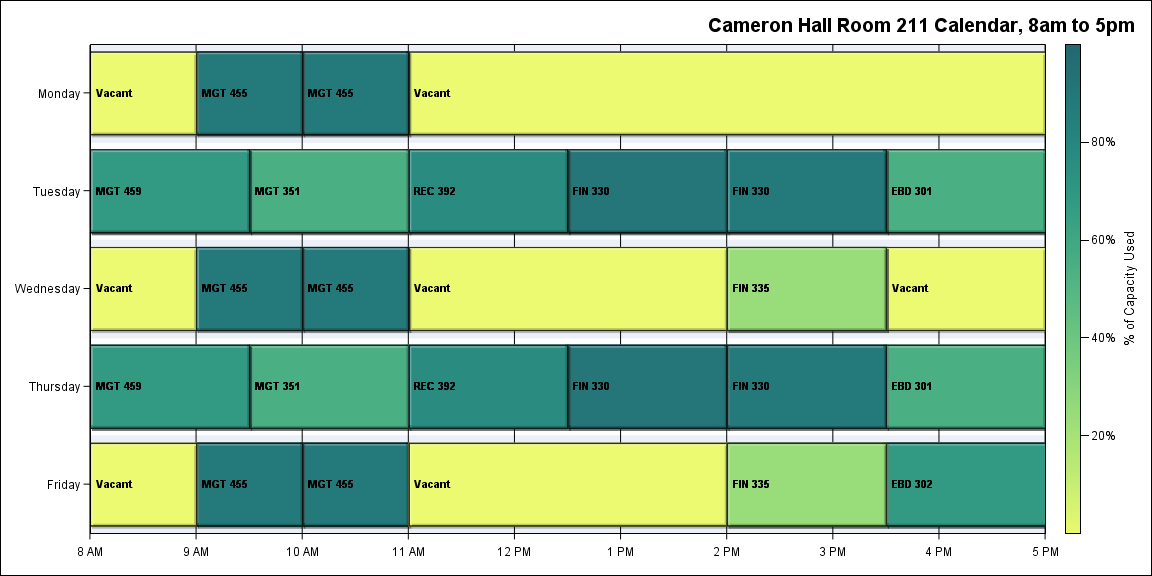 Cameron Hall Room 211 Calendar, 8am to 5pm
Monday
Vacant
MGT 455
MGT 455
Vacant
Tuesday
MGT 459
MGT 351
REC 392
FIN 330
FIN 330
EBD 301
Wednesday
Vacant
MGT 455
MGT 455
Vacant
FIN 335
Vacant
Thursday
MGT 459
MGT 351
REC 392
FIN 330
FIN 330
EBD 301
Friday
Vacant
MGT 455
MGT 455
Vacant
FIN 335
EBD 302
8 AM
9 AM
10 AM
11 AM
12 PM
1 PM
2 PM
3 PM
4 PM
5 PM
80%
60%
40%
20%
% of Capacity Used